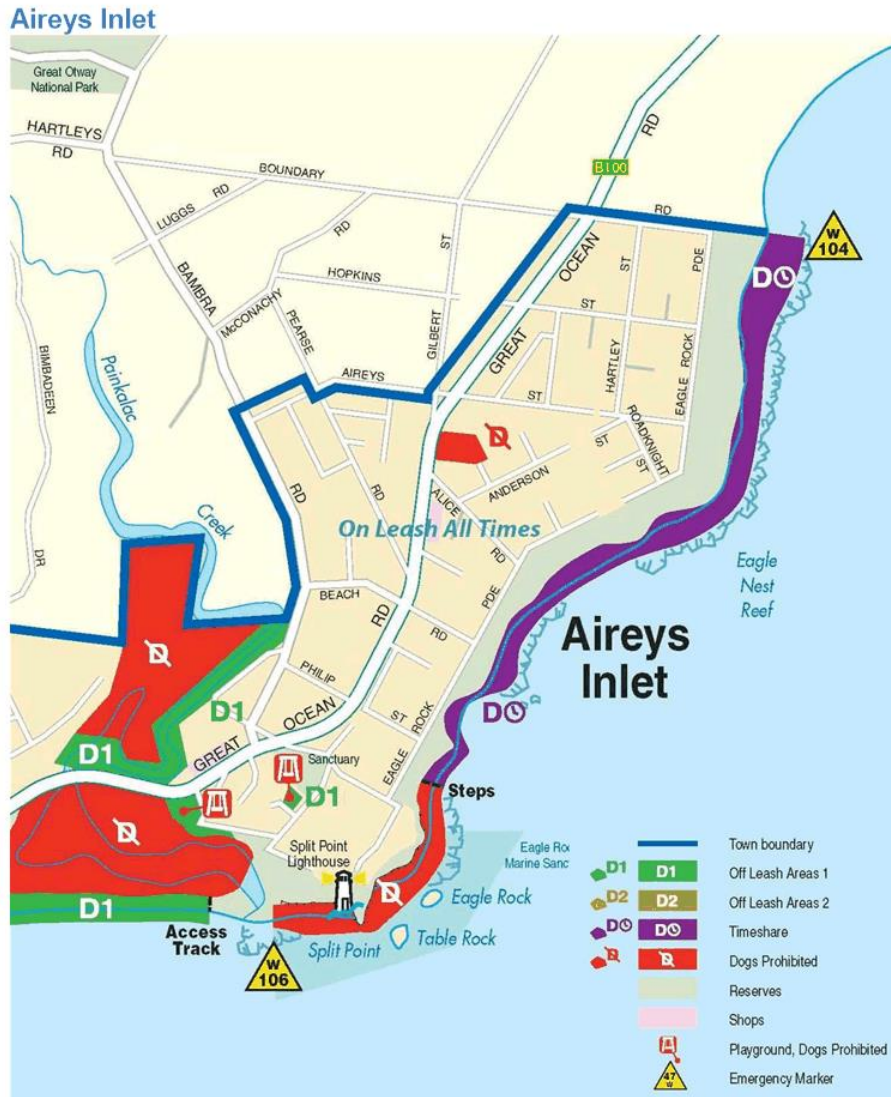 Aireys Inlet
Great Otway
National Park
HARTLEYS
RD
BOUNDARY
RD
B100
RD
LUGGS RD
RD
ST
OCEAN
ST
PDE
W
104
D
BAMBRA
HOPKINS
ST
McCONACHY
PEARSE
GILBERT
GREAT
HARTLEY
EAGLE ROCK
BIMBADEEN
Painkalac
AIREYS
ST
ROADKNIGHT
ST
D
ANDERSON
ST
ALICE
RD
RD
On Leash All Times
Creek
RD
DR
BEACH
RD
RD
PDE
Eagle
Nest
Reef
Aireys
Inlet
D
PHILIP
ST
D1
OCEAN
ROCK
D
D1
GREAT
Sanctuary
EAGLE
D1
Steps
D
Split Point
Lighthouse
Eagle Roc
Marine Sanc
D
Eagle Rock
D1
Access
Track
Split Point
Table Rock
W
106
Town boundary
D1 D1 Off Leash Areas 1
D2 D2 Off Leash Areas 2
D D Timeshare
D D Dogs Prohibited
Reserves
Shops
Playground, Dogs Prohibited
47
W
Emergency Marker